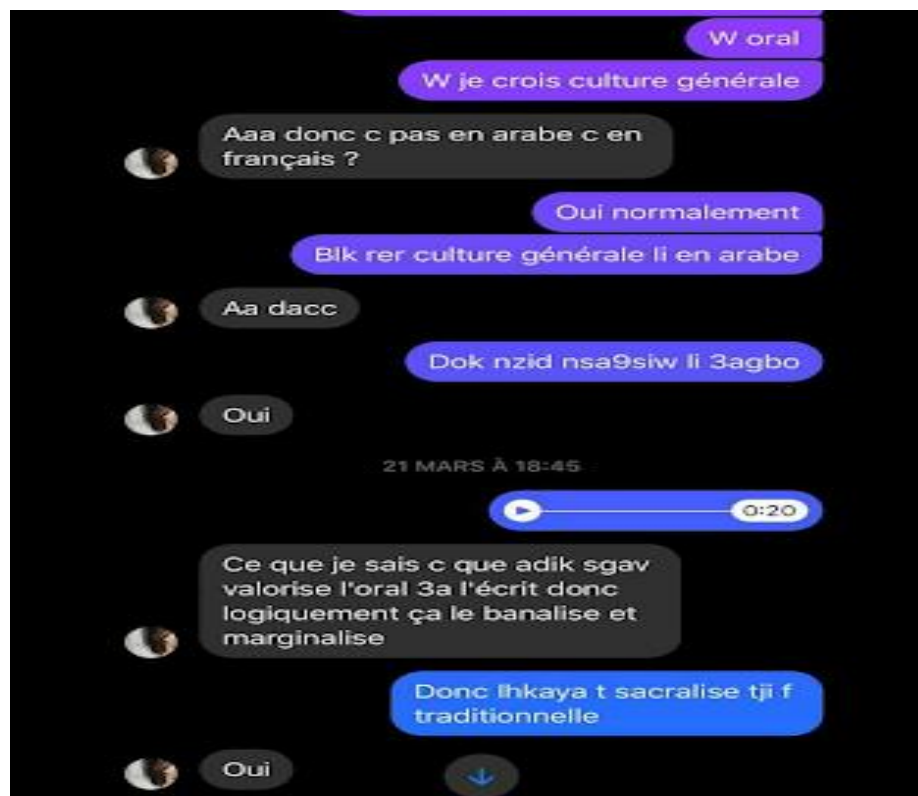 W oral
W je crois culture générale
Aaa donc c pas en arabe c en
français ?
Oui normalement
Blk rer culture générale li en arabe
Aa dacc
Dok nzid nsa9siw li 3agbo
Oui
21 MARS À 18:45
0:20
Ce que je sais c que adik sgav
valorise l'oral 3a l'écrit donc
logiquement ça le banalise et
marginalise
Donc lhkaya t sacralise tji f
traditionnelle
Oui